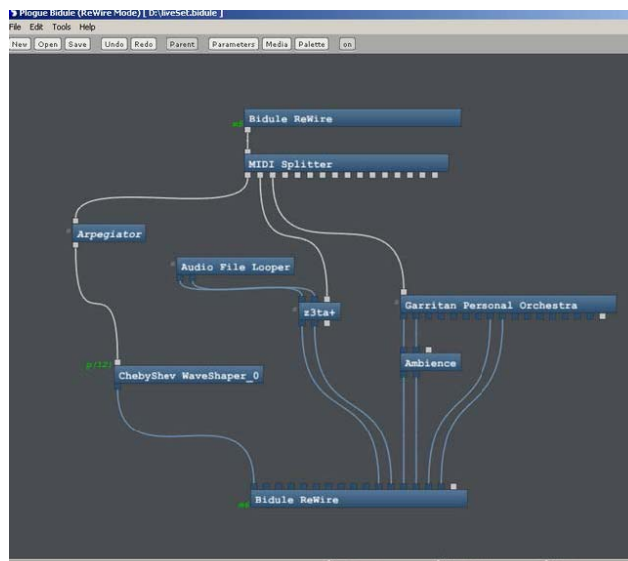 Plogue Bidule (ReWire Mode) [ D:\liveSet.bidule ]
File Edit Tools Help
New Open Save Undo Redo Parent Parameters Media Palette on
Bidule ReWire
MIDI Splitter
Arpegiator
Audio File Looper
z3ta+
Garritan Personal Orchestra
Ambience
p(12)
ChebyShev WaveShaper_0
Bidule ReWire